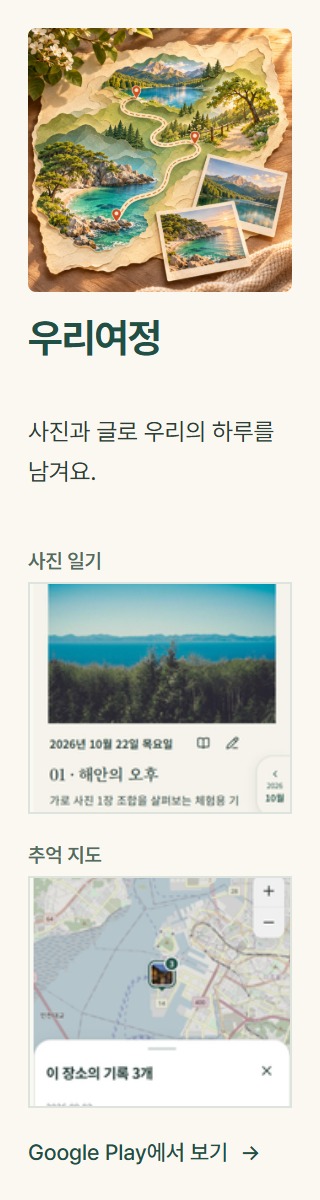 우리여정
사진과 글로 우리의 하루를
남겨요.
사진 일기
2026년 10월 22일 목요일
01 · 해안의 오후
가로 사진 1장 조합을 살펴보는 체험용 기
2026
10월
추억 지도
3
이 장소의 기록 3개
Google Play에서 보기 →